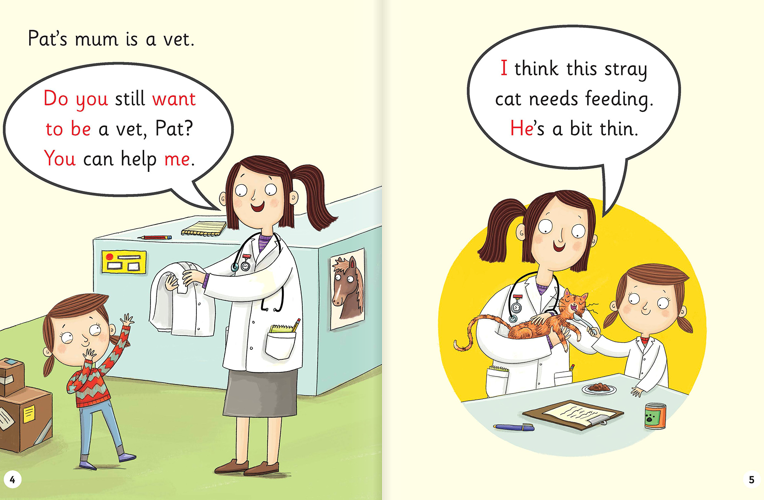 Pat's mum is a vet.
Do you still want
to be a vet, Pat?
You can help me.
4
I think this stray
cat needs feeding.
He's a bit thin.
5